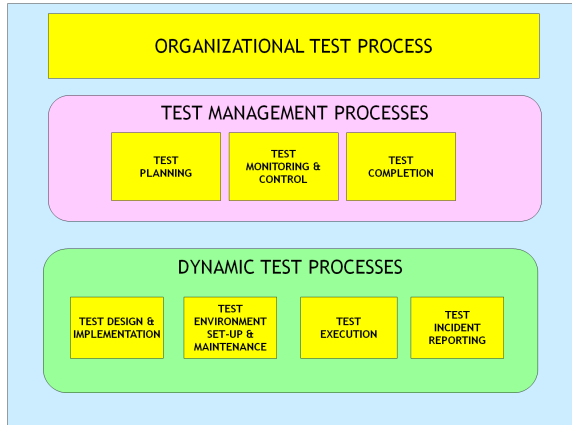 ORGANIZATIONAL TEST PROCESS
TEST MANAGEMENT PROCESSES
TEST
PLANNING
TEST
MONITORING &
CONTROL
TEST
COMPLETION
DYNAMIC TEST PROCESSES
TEST DESIGN &
IMPLEMENTATION
TEST
ENVIRONMENT
SET-UP &
MAINTENANCE
TEST
EXECUTION
TEST
INCIDENT
REPORTING